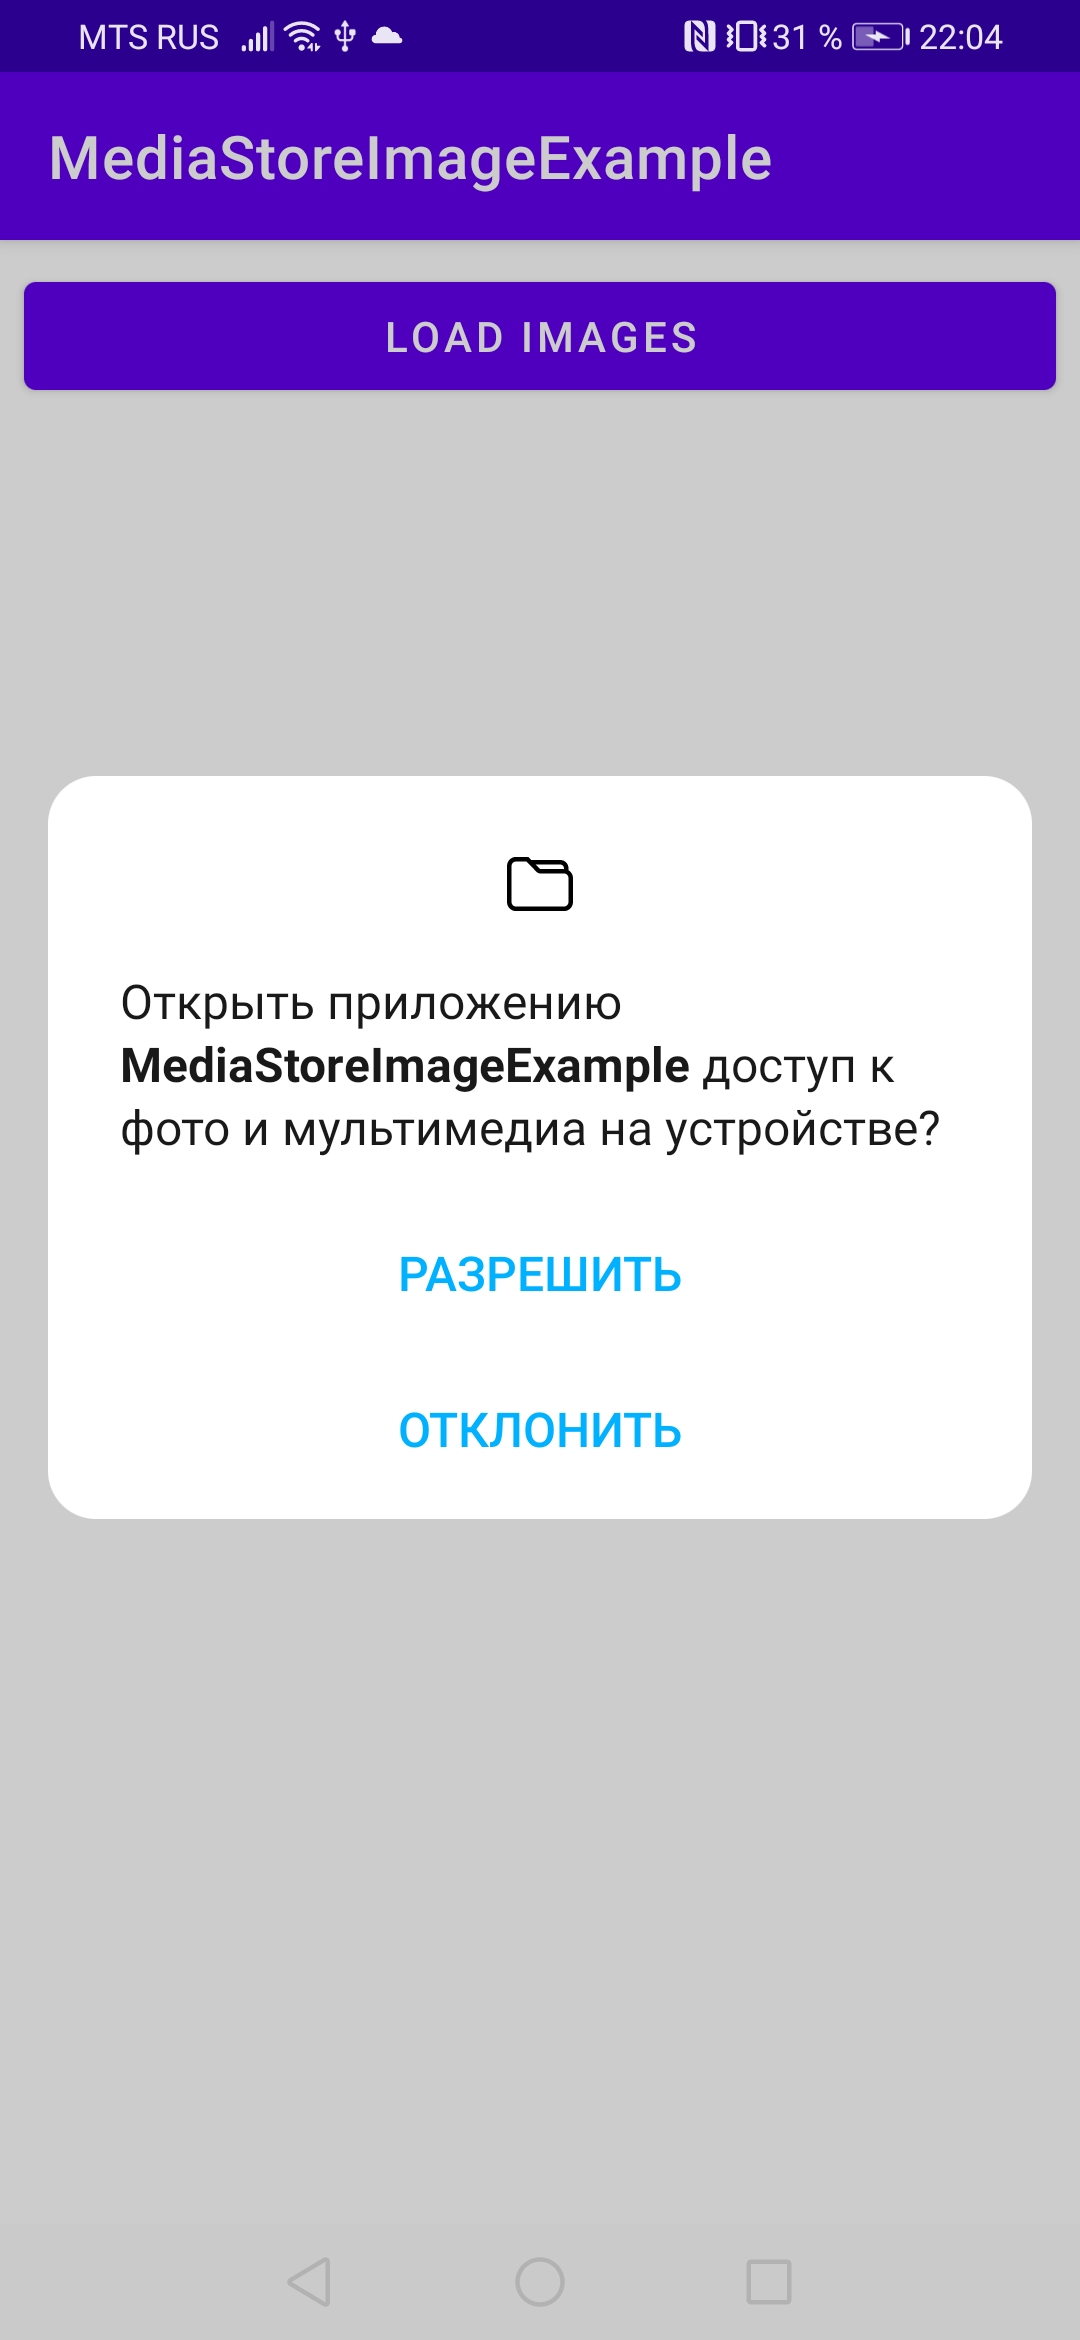 MTS RUS 31 % 22:04
MediaStoreImageExample
LOAD IMAGES
Открыть приложению
MediaStoreImageExample доступ к
фото и мультимедиа на устройстве?
РАЗРЕШИТЬ
ОТКЛОНИТЬ